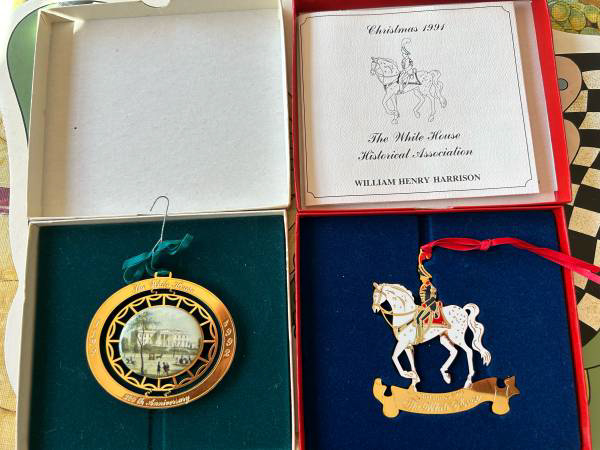 Christmas 1991
The White House
Historical Association
WILLIAM HENRY HARRISON
The White House
1992
200th Anniversary
The White House